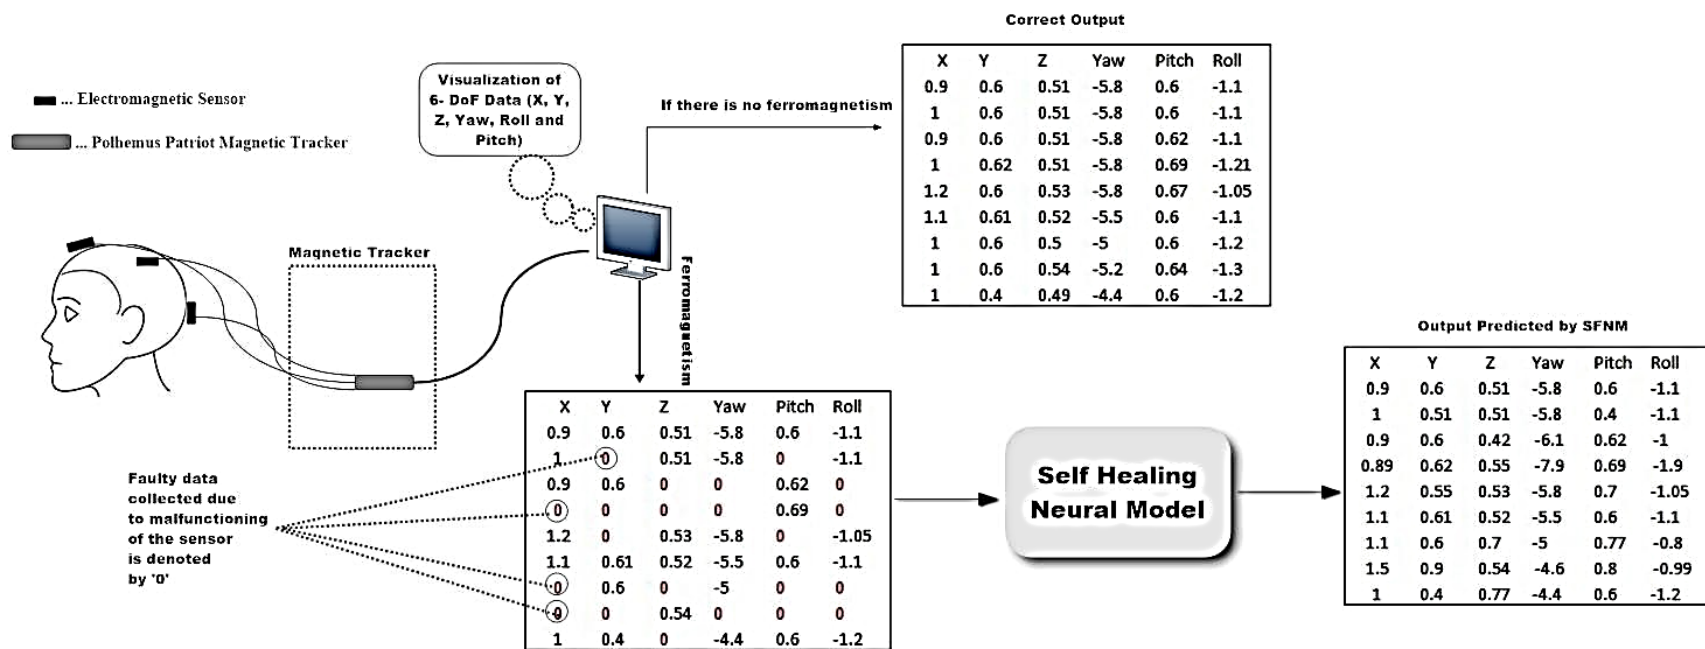 ... Electromagnetic Sensor
... Polhemus Patriot Magnetic Tracker
Visualization of
6- DoF Data (X, Y,
Z, Yaw, Roll and
Pitch)
If there is no ferromagnetism
Correct Output
X Y Z Yaw Pitch Roll
0.9 0.6 0.51 -5.8 0.6 -1.1
1 0.6 0.51 -5.8 0.6 -1.1
0.9 0.6 0.51 -5.8 0.62 -1.1
1 0.62 0.51 -5.8 0.69 -1.21
1.2 0.6 0.53 -5.8 0.67 -1.05
1.1 0.61 0.52 -5.5 0.6 -1.1
1 0.6 0.5 -5 0.6 -1.2
1 0.6 0.54 -5.2 0.64 -1.3
1 0.4 0.49 -4.4 0.6 -1.2
Magnetic Tracker
Ferromagnetism
X Y Z Yaw Pitch Roll
0.9 0.6 0.51 -5.8 0.6 -1.1
1 0 0.51 -5.8 0 -1.1
0.9 0.6 0 0 0.62 0
0 0 0 0 0.69 0
1.2 0 0.53 -5.8 0 -1.05
1.1 0.61 0.52 -5.5 0.6 -1.1
0 0.6 0 -5 0 0
0 0 0.54 0 0 0
1 0.4 0 -4.4 0.6 -1.2
Faulty data
collected due
to malfunctioning
of the sensor
is denoted
by '0'
Self Healing
Neural Model
Output Predicted by SFNM
X Y Z Yaw Pitch Roll
0.9 0.6 0.51 -5.8 0.6 -1.1
1 0.51 0.51 -5.8 0.4 -1.1
0.9 0.6 0.42 -6.1 0.62 -1
0.89 0.62 0.55 -7.9 0.69 -1.9
1.2 0.55 0.53 -5.8 0.7 -1.05
1.1 0.61 0.52 -5.5 0.6 -1.1
1.1 0.6 0.7 -5 0.77 -0.8
1.5 0.9 0.54 -4.6 0.8 -0.99
1 0.4 0.77 -4.4 0.6 -1.2